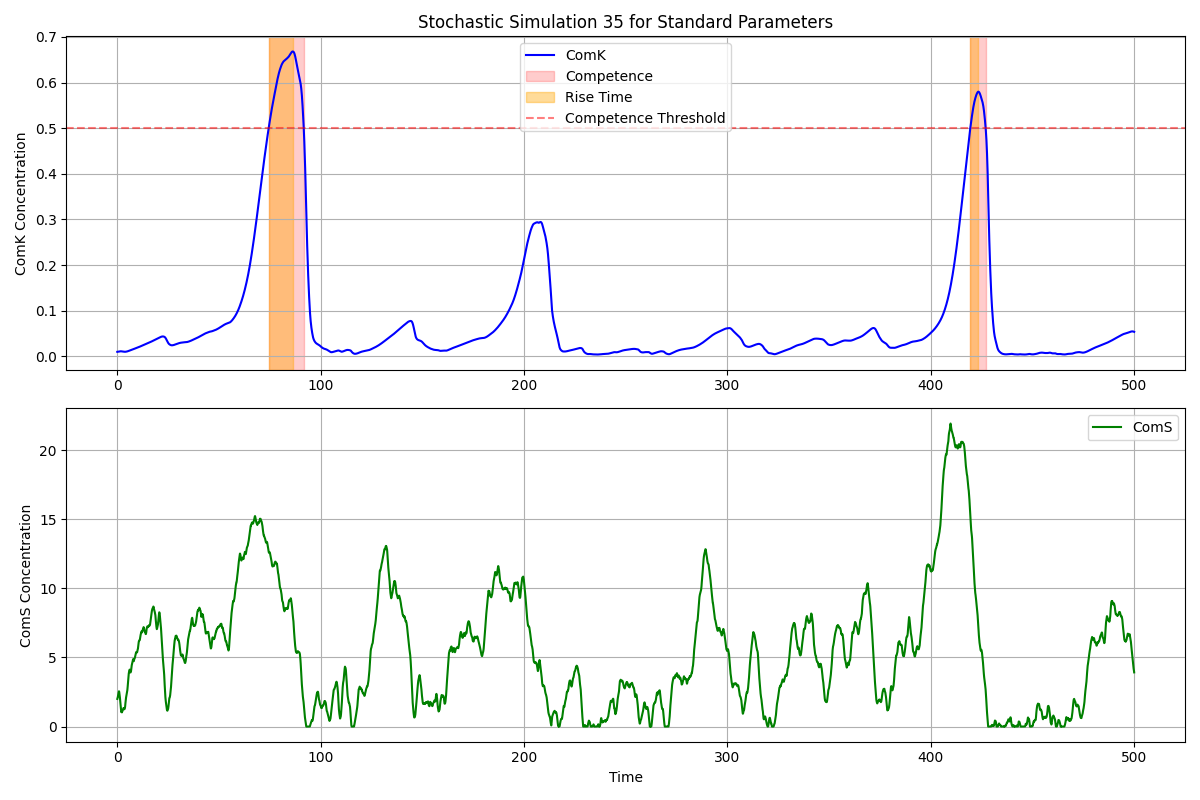 Stochastic Simulation 35 for Standard Parameters
ComK Concentration
0.7
0.6
0.5
0.4
0.3
0.2
0.1
0.0
ComK
Competence
Rise Time
Competence Threshold
0 100 200 300 400 500
ComS Concentration
20
15
10
5
0
ComS
0 100 200 300 400 500
Time